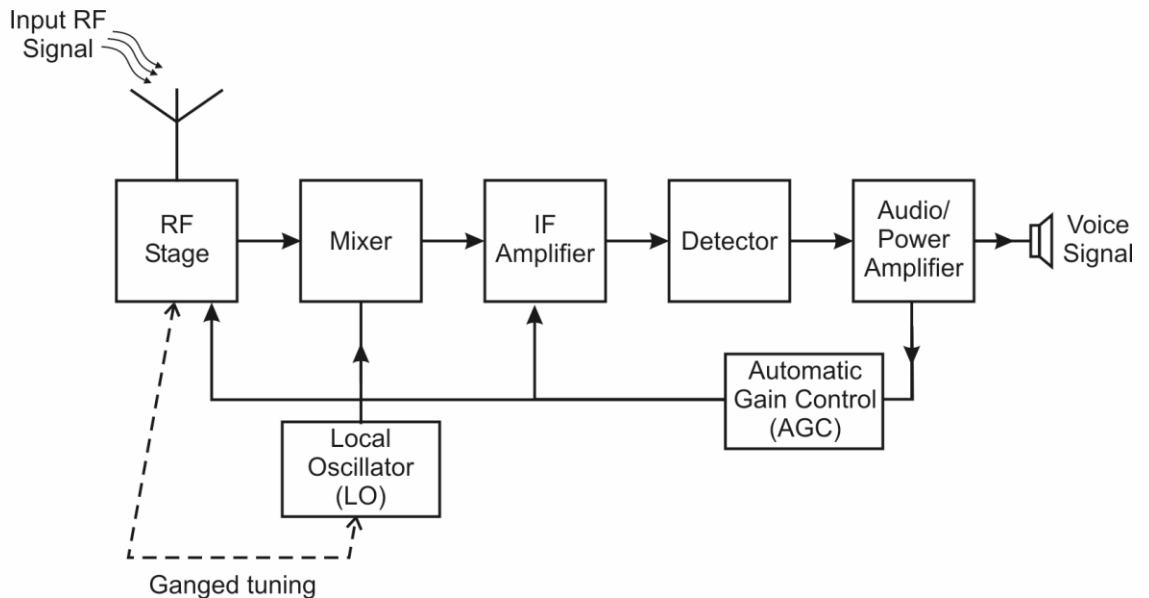 Input RF
Signal
RF
Stage
Mixer
IF
Amplifier
Detector
Audio/
Power
Amplifier
Voice
Signal
Automatic
Gain Control
(AGC)
Local
Oscillator
(LO)
Ganged tuning